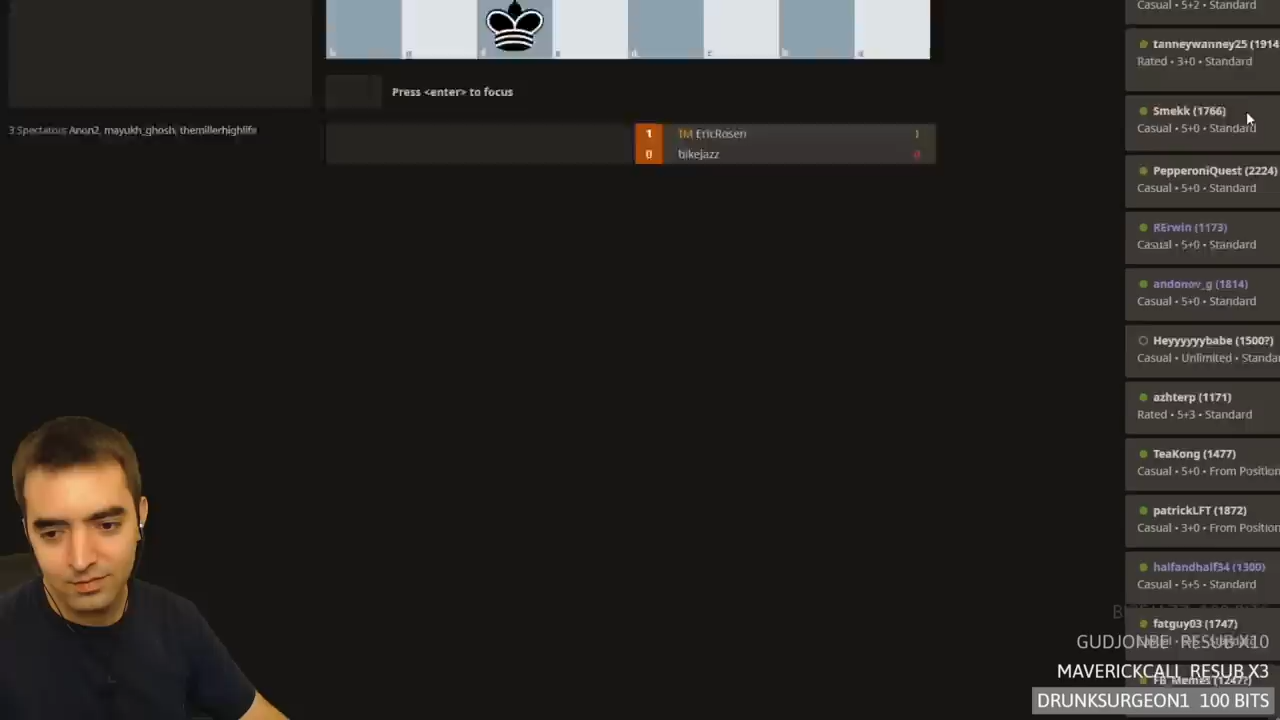 h g f e d c b a
Press <enter> to focus
3 Spectators: Anon2, mayukh_ghosh, themillerhighlife
1 IM EricRosen 1
0 bikejazz 0
Casual • 5+2 • Standard
tanneywanney25 (1914
Rated • 3+0 • Standard
Smekk (1766)
Casual • 5+0 • Standard
PepperoniQuest (2224)
Casual • 5+0 • Standard
RErwin (1173)
Casual • 5+0 • Standard
andonov_g (1814)
Casual • 5+0 • Standard
Heyyyyyybabe (1500?)
Casual • Unlimited • Standa
azhterp (1171)
Rated • 5+3 • Standard
TeaKong (1477)
Casual • 5+0 • From Position
patrickLFT (1872)
Casual • 3+0 • From Position
halfandhalf34 (1300)
Casual • 5+5 • Standard
fatguy03 (1747)
GUDJONBE RESUB X10
MAVERICKCALL RESUB X3
FB_Memes (1247?)
DRUNKSURGEON1 100 BITS